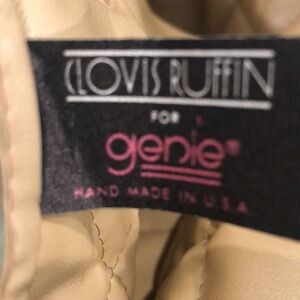 CLOVIS RUFFIN
FOR
genie®
HAND MADE IN U.S.A